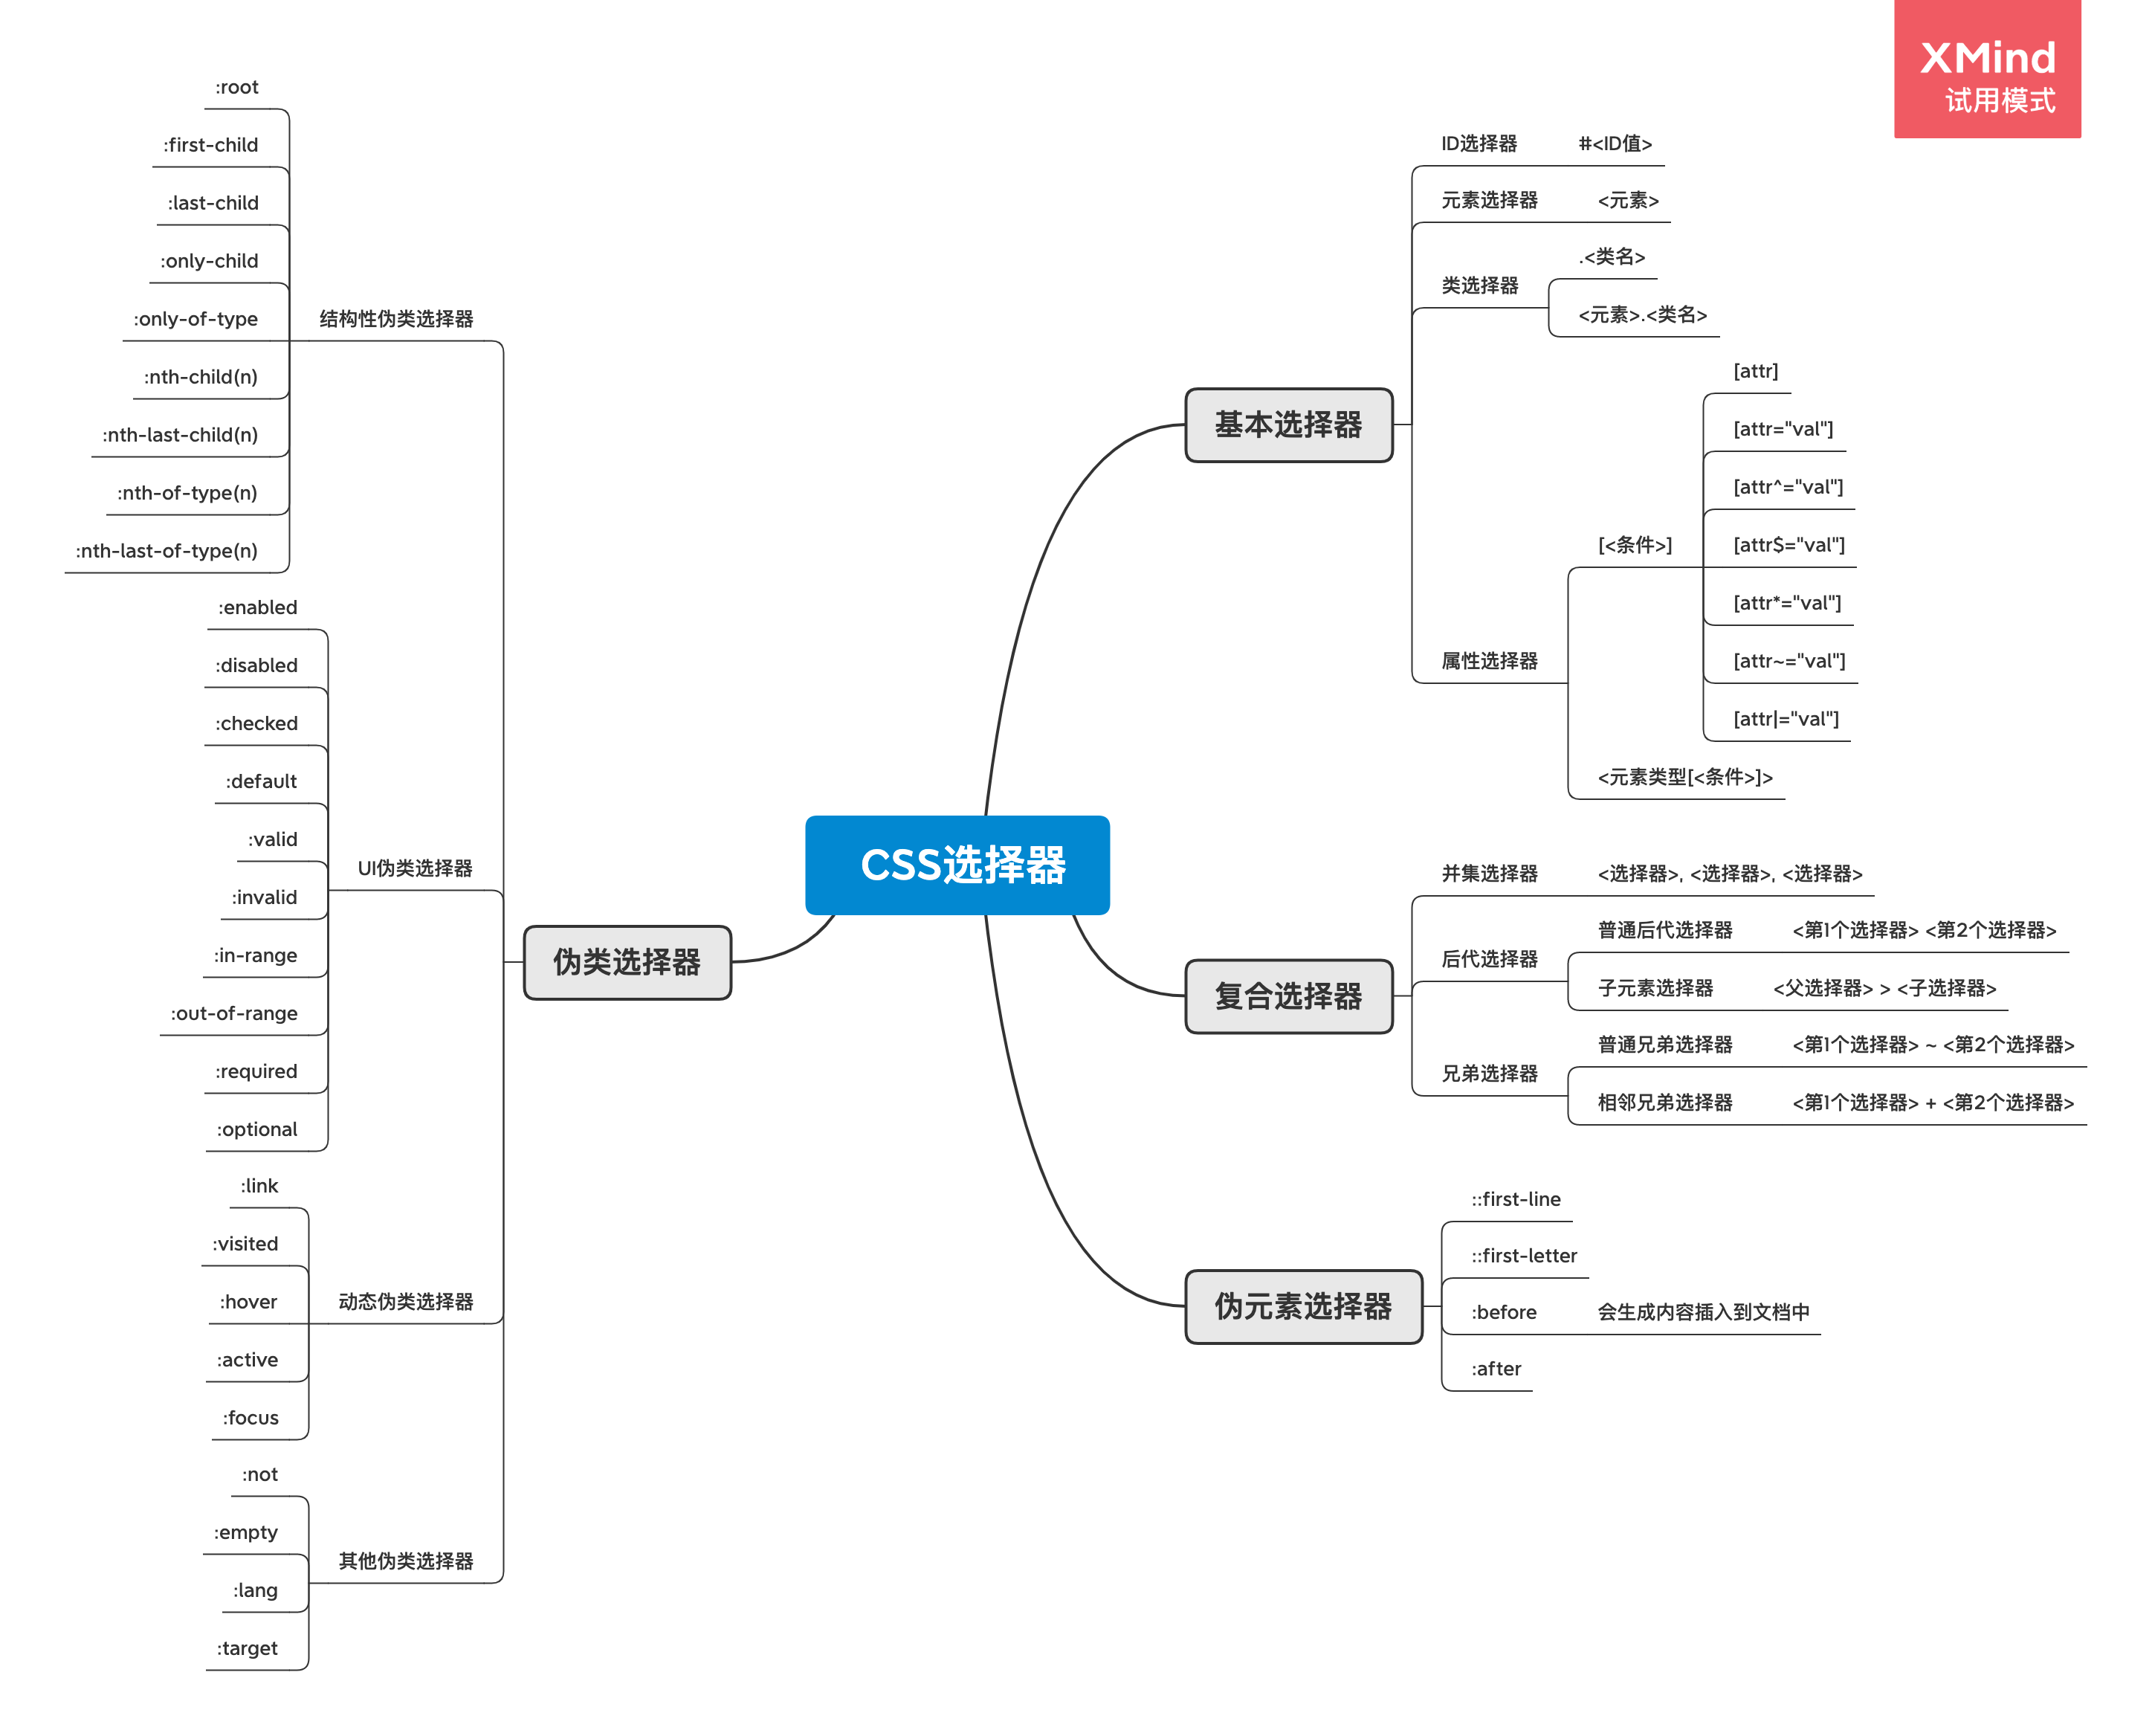 XMind
试用模式
CSS选择器
基本选择器
ID选择器
#<ID值>
元素选择器
<元素>
类选择器
.<类名>
<元素>.<类名>
属性选择器
[<条件>]
[attr]
[attr="val"]
[attr^="val"]
[attr$="val"]
[attr*="val"]
[attr~="val"]
[attr|="val"]
<元素类型[<条件>]>
复合选择器
并集选择器
<选择器>, <选择器>, <选择器>
后代选择器
普通后代选择器
<第1个选择器> <第2个选择器>
子元素选择器
<父选择器> > <子选择器>
兄弟选择器
普通兄弟选择器
<第1个选择器> ~ <第2个选择器>
相邻兄弟选择器
<第1个选择器> + <第2个选择器>
伪元素选择器
::first-line
::first-letter
:before
会生成内容插入到文档中
:after
伪类选择器
结构性伪类选择器
:root
:first-child
:last-child
:only-child
:only-of-type
:nth-child(n)
:nth-last-child(n)
:nth-of-type(n)
:nth-last-of-type(n)
UI伪类选择器
:enabled
:disabled
:checked
:default
:valid
:invalid
:in-range
:out-of-range
:required
:optional
动态伪类选择器
:link
:visited
:hover
:active
:focus
其他伪类选择器
:not
:empty
:lang
:target